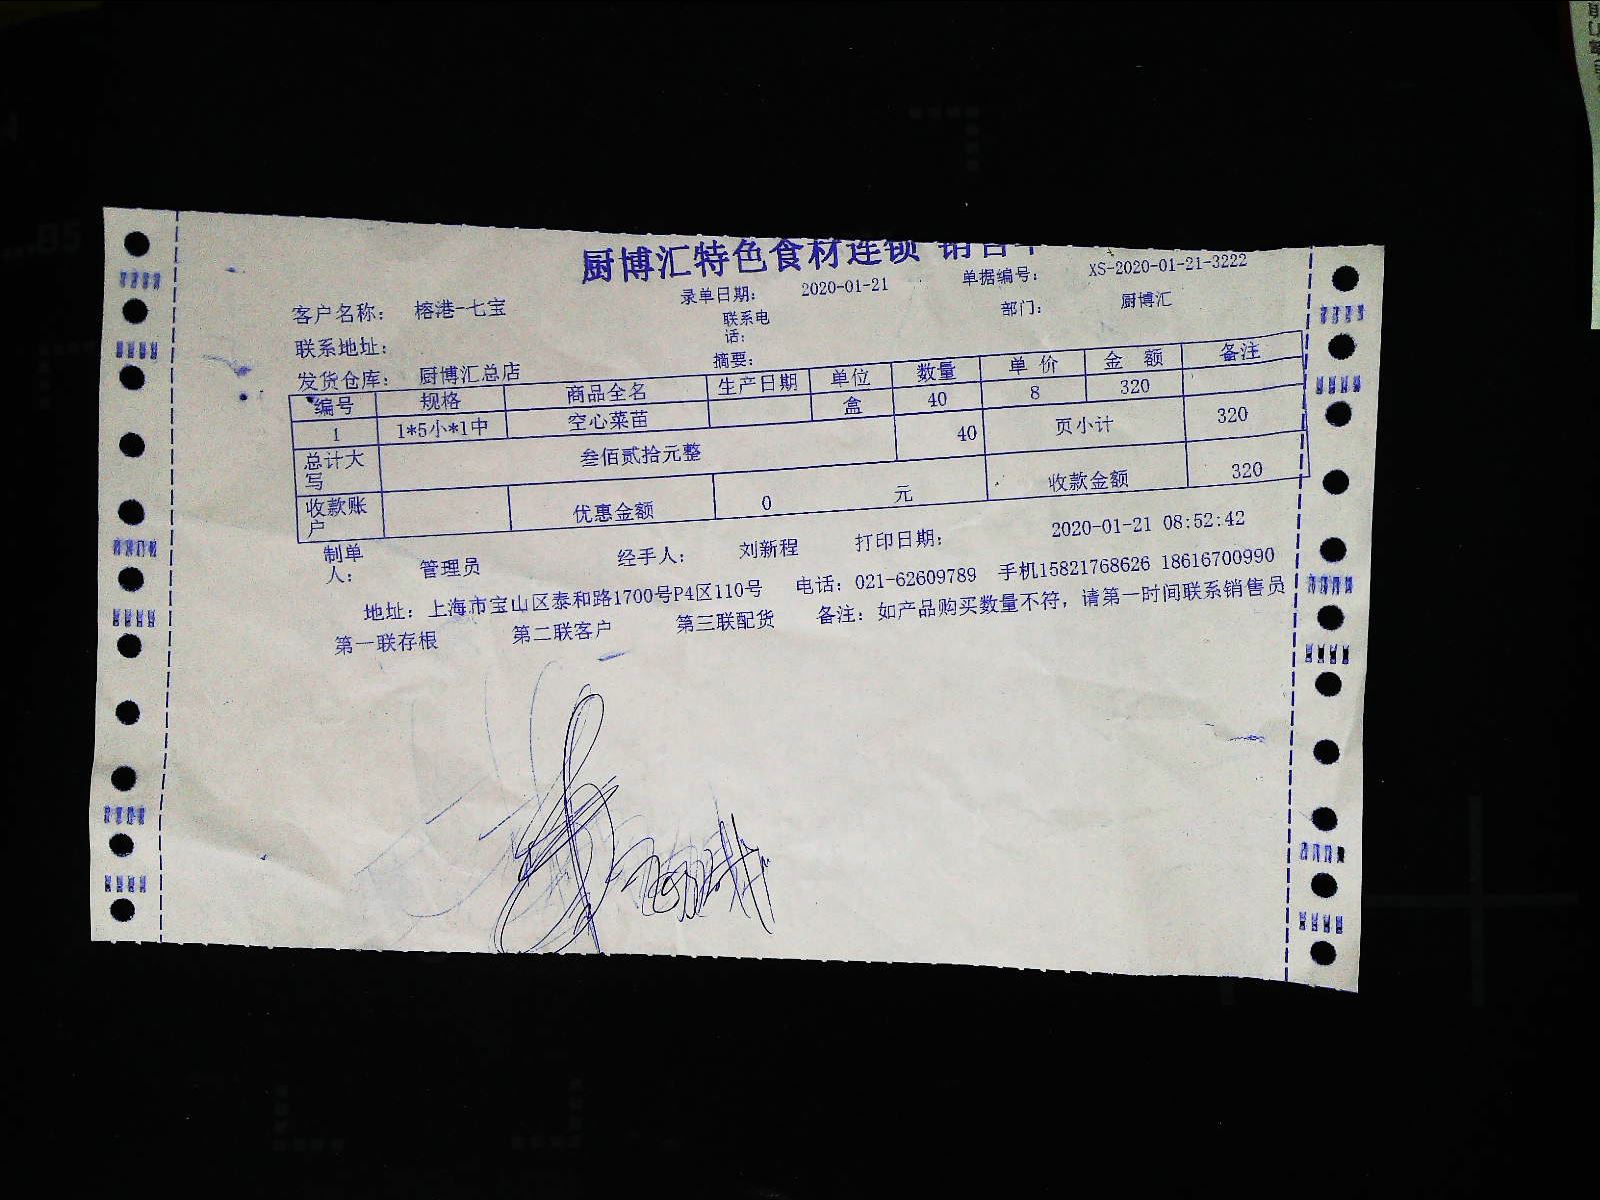 厨博汇特色食材连锁 销售单
录单日期: 2020-01-21 单据编号: XS-2020-01-21-3222
客户名称: 榕港-七宝 联系电话: 部门: 厨博汇
联系地址: 摘要:
发货仓库: 厨博汇总店
编号 规格 商品全名 生产日期 单位 数量 单价 金额 备注
1 1*5小*1中 空心菜苗 盒 40 8 320
总计大写 叁佰贰拾元整 40 页小计 320
收款账户 优惠金额 0 元 收款金额 320
制单人: 管理员 经手人: 刘新程 打印日期: 2020-01-21 08:52:42
地址: 上海市宝山区泰和路1700号P4区110号 电话: 021-62609789 手机15821768626 18616700990
第一联存根 第二联客户 第三联配货 备注: 如产品购买数量不符, 请第一时间联系销售员